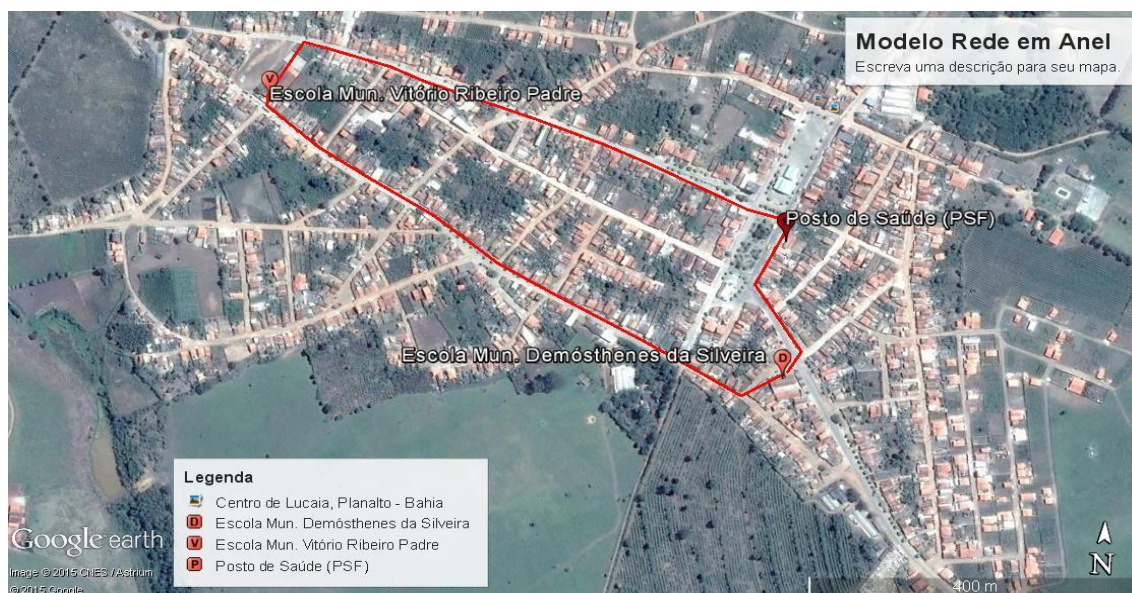 Modelo Rede em Anel
Escreva uma descrição para seu mapa.
V
Escola Mun. Vitório Ribeiro Padre
Posto de Saúde (PSF)
Escola Mun. Demósthenes da Silveira
D
Legenda
Centro de Lucaia, Planalto - Bahia
D Escola Mun. Demósthenes da Silveira
V Escola Mun. Vitório Ribeiro Padre
P Posto de Saúde (PSF)
Google earth
Image © 2015 CNES / Astrium
© 2015 Google
400 m
N